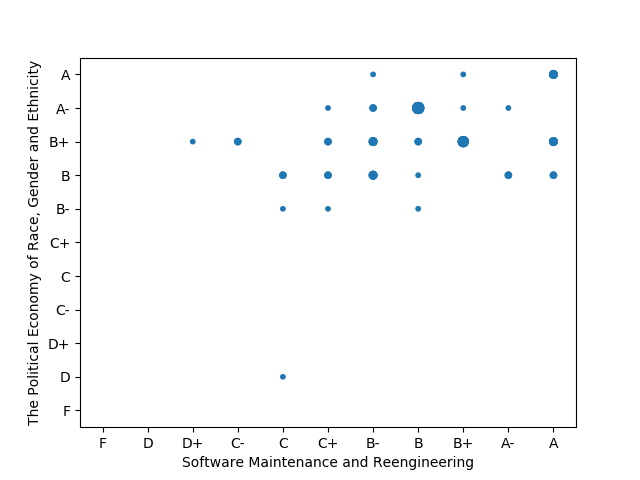 The Political Economy of Race, Gender and Ethnicity
A
A-
B+
B
B-
C+
C
C-
D+
D
F
F D D+ C- C C+ B- B B+ A- A
Software Maintenance and Reengineering